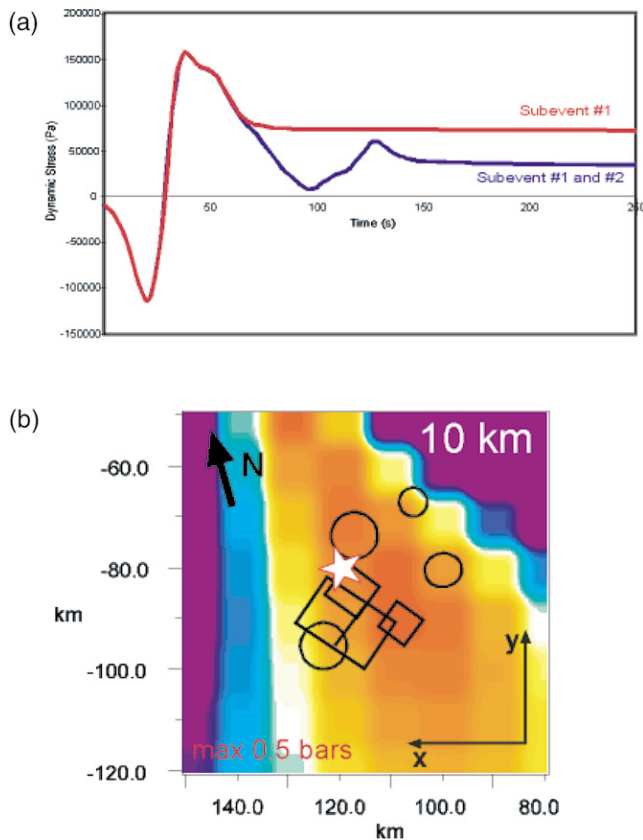 (a)
200000
150000
100000
50000
0
-50000
-100000
-150000
Dynamic Stress (Pa)
50
100
150
200
250
Time (s)
Subevent #1
Subevent #1 and #2
(b)
10 km
N
-60.0
-80.0
km
-100.0
-120.0
y
x
max 0.5 bars
140.0
120.0
100.0
80.0
km